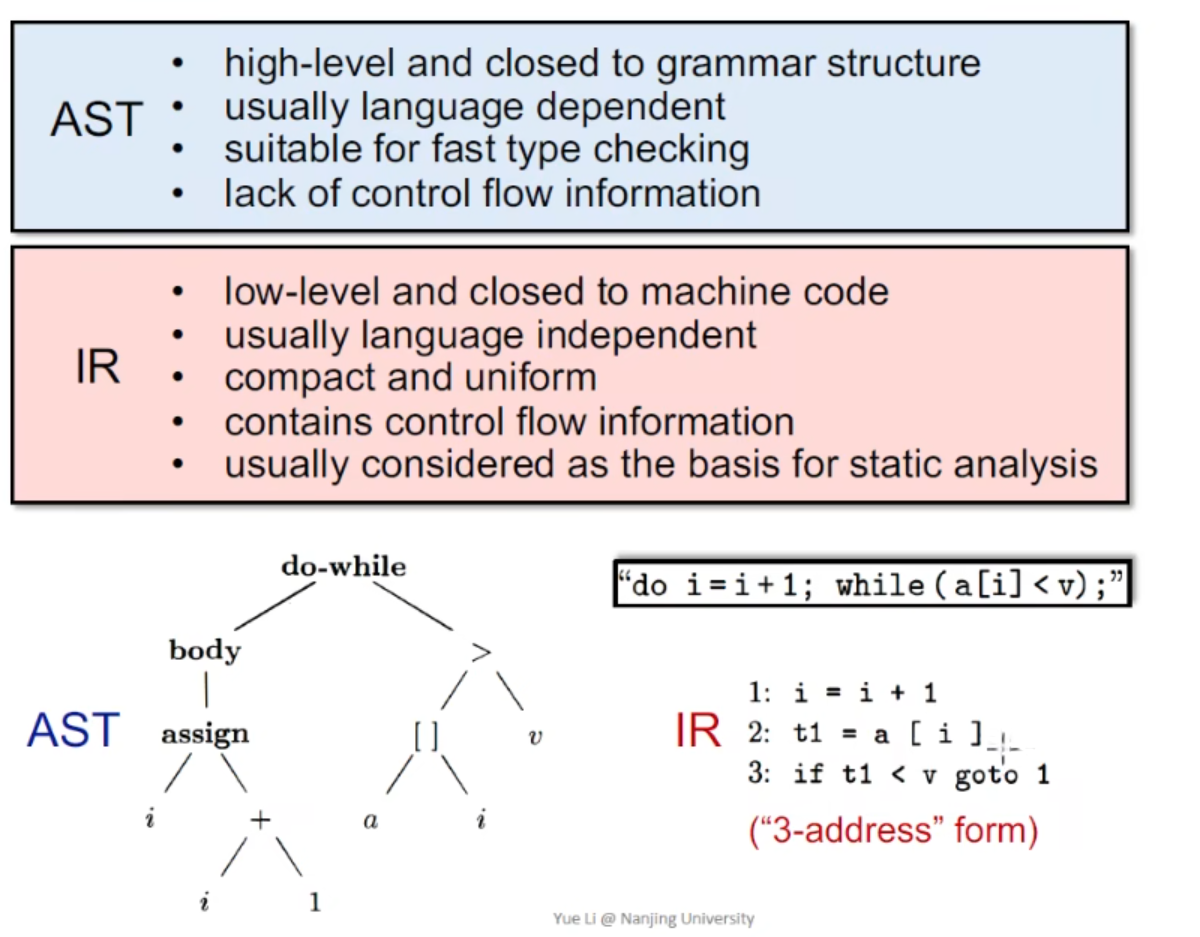 AST
• high-level and closed to grammar structure
• usually language dependent
• suitable for fast type checking
• lack of control flow information
IR
• low-level and closed to machine code
• usually language independent
• compact and uniform
• contains control flow information
• usually considered as the basis for static analysis
do-while
body >
AST assign [ ] v
i + a i
i 1
“do i=i+1; while(a[i]<v);”
IR
1: i = i + 1
2: t1 = a [ i ]
3: if t1 < v goto 1
(“3-address” form)
Yue Li @ Nanjing University